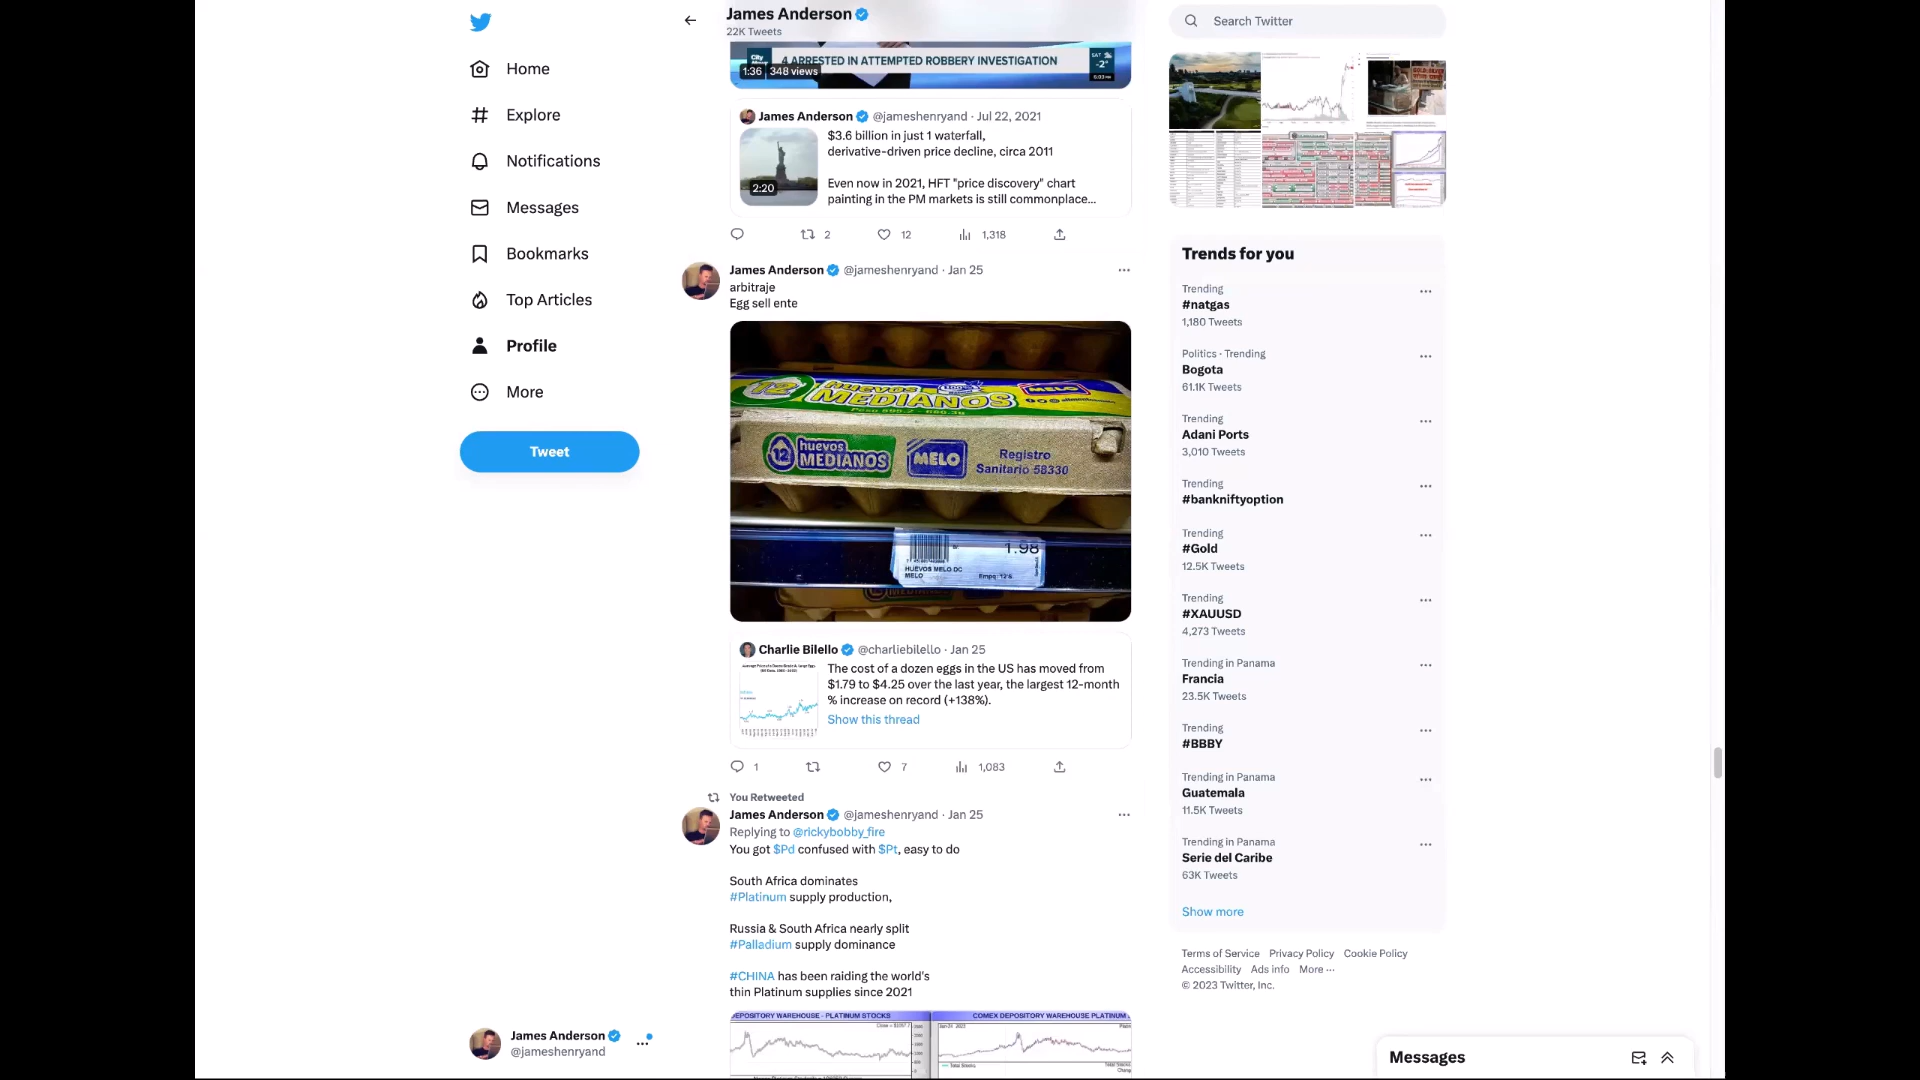 Home
Explore
Notifications
Messages
Bookmarks
Top Articles
Profile
More
Tweet
James Anderson
@jameshenryand
James Anderson
22K Tweets
4 ARRESTED IN ATTEMPTED ROBBERY INVESTIGATION
SAT
-2°
1:36 348 views
James Anderson @jameshenryand · Jul 22, 2021
$3.6 billion in just 1 waterfall,
derivative-driven price decline, circa 2011
Even now in 2021, HFT "price discovery" chart
painting in the PM markets is still commonplace...
2:20
2
12
1,318
James Anderson @jameshenryand · Jan 25
arbitraje
Egg sell ente
12 HUEVOS
MEDIANOS
MELO
12 huevos
MEDIANOS
MELO
Registro
Sanitario 58330
1.98
HUEVOS MELO DC
MELO
Charlie Bilello @charliebilello · Jan 25
The cost of a dozen eggs in the US has moved from
$1.79 to $4.25 over the last year, the largest 12-month
% increase on record (+138%).
Show this thread
1
7
1,083
You Retweeted
James Anderson @jameshenryand · Jan 25
Replying to @rickybobby_fire
You got $Pd confused with $Pt, easy to do
South Africa dominates
#Platinum supply production,
Russia & South Africa nearly split
#Palladium supply dominance
#CHINA has been raiding the world's
thin Platinum supplies since 2021
DEPOSITORY WAREHOUSE - PLATINUM STOCKS
COMEX DEPOSITORY WAREHOUSE PLATINUM
Search Twitter
Trends for you
Trending
#natgas
1,180 Tweets
Politics · Trending
Bogota
61.1K Tweets
Trending
Adani Ports
3,010 Tweets
Trending
#bankniftyoption
Trending
#Gold
12.5K Tweets
Trending
#XAUUSD
4,273 Tweets
Trending in Panama
Francia
23.5K Tweets
Trending
#BBBY
Trending in Panama
Guatemala
11.5K Tweets
Trending in Panama
Serie del Caribe
63K Tweets
Show more
Terms of Service Privacy Policy Cookie Policy
Accessibility Ads info More ···
© 2023 Twitter, Inc.
Messages